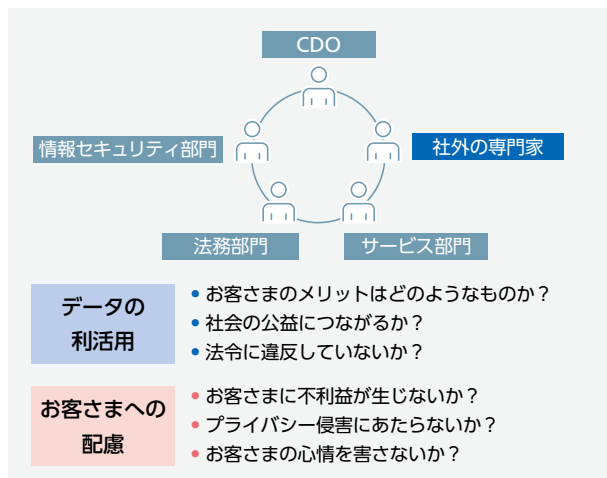 CDO
情報セキュリティ部門
社外の専門家
法務部門
サービス部門
データの
利活用
• お客さまのメリットはどのようなものか？
• 社会の公益につながるか？
• 法令に違反していないか？
お客さまへの
配慮
• お客さまに不利益が生じないか？
• プライバシー侵害にあたらないか？
• お客さまの心情を害さないか？